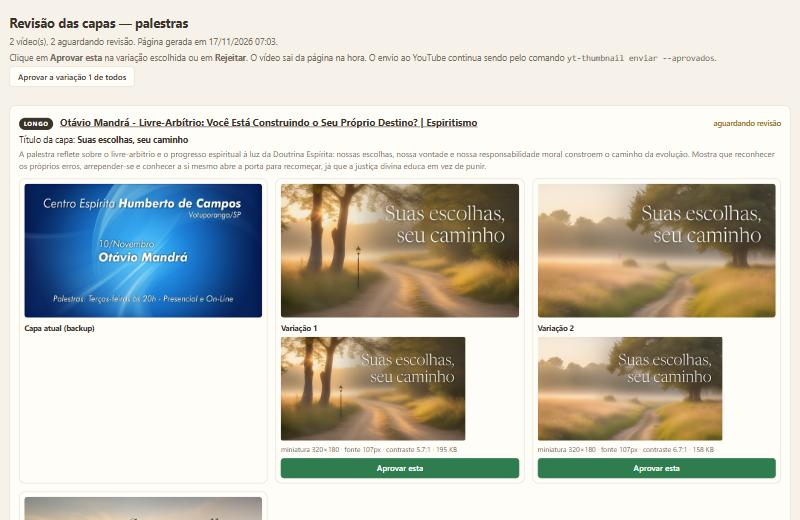 Revisão das capas — palestras
2 vídeo(s), 2 aguardando revisão. Página gerada em 17/11/2026 07:03.
Clique em Aprovar esta na variação escolhida ou em Rejeitar. O vídeo sai da página na hora. O envio ao YouTube continua sendo pelo comando yt-thumbnail enviar --aprovados.
Aprovar a variação 1 de todos
LONGO Otávio Mandrá - Livre-Arbítrio: Você Está Construindo o Seu Próprio Destino? | Espiritismo aguardando revisão
Título da capa: Suas escolhas, seu caminho
A palestra reflete sobre o livre-arbítrio e o progresso espiritual à luz da Doutrina Espírita: nossas escolhas, nossa vontade e nossa responsabilidade moral constroem o caminho da evolução. Mostra que reconhecer
os próprios erros, arrepender-se e conhecer a si mesmo abre a porta para recomeçar, já que a justiça divina educa em vez de punir.
Centro Espírita Humberto de Campos
Votuporanga/SP
10/Novembro
Otávio Mandrá
Palestras: Terças-feiras às 20h - Presencial e On-Line
Capa atual (backup)
Suas escolhas,
seu caminho
Variação 1
Suas escolhas,
seu caminho
miniatura 320×180 · fonte 107px · contraste 5.7:1 · 195 KB
Aprovar esta
Suas escolhas,
seu caminho
Variação 2
Suas escolhas,
seu caminho
miniatura 320×180 · fonte 107px · contraste 6.7:1 · 158 KB
Aprovar esta